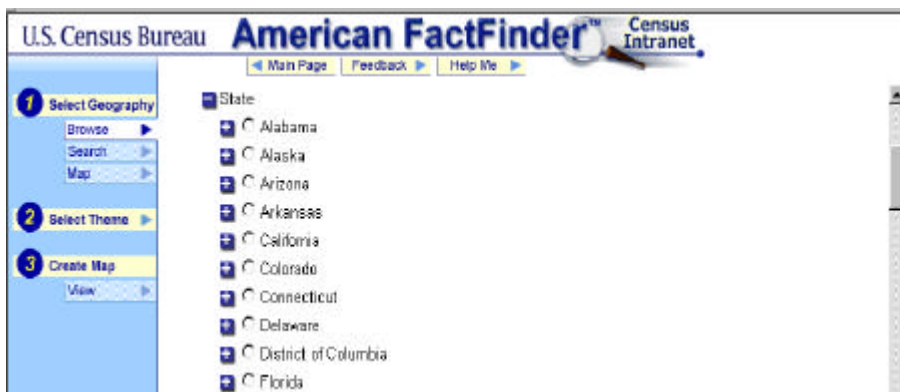 U.S. Census Bureau American FactFinder™ Census Intranet
Main Page Feedback Help Me
1 Select Geography
Browse
Search
Map
2 Select Theme
3 Create Map
View
State
Alabama
Alaska
Arizona
Arkansas
California
Colorado
Connecticut
Delaware
District of Columbia
Florida